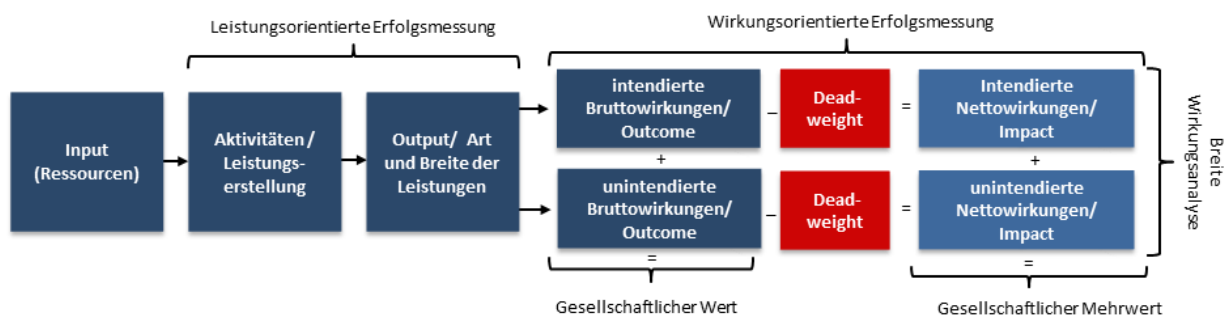 Leistungsorientierte Erfolgsmessung
Wirkungsorientierte Erfolgsmessung
Input
(Ressourcen)
Aktivitäten /
Leistungs-
erstellung
Output/ Art
und Breite der
Leistungen
intendierte
Bruttowirkungen/
Outcome
–
Dead-
weight
=
Intendierte
Nettowirkungen/
Impact
+
+
unintendierte
Bruttowirkungen/
Outcome
–
Dead-
weight
=
unintendierte
Nettowirkungen/
Impact
=
=
Gesellschaftlicher Wert
Gesellschaftlicher Mehrwert
Breite
Wirkungsanalyse